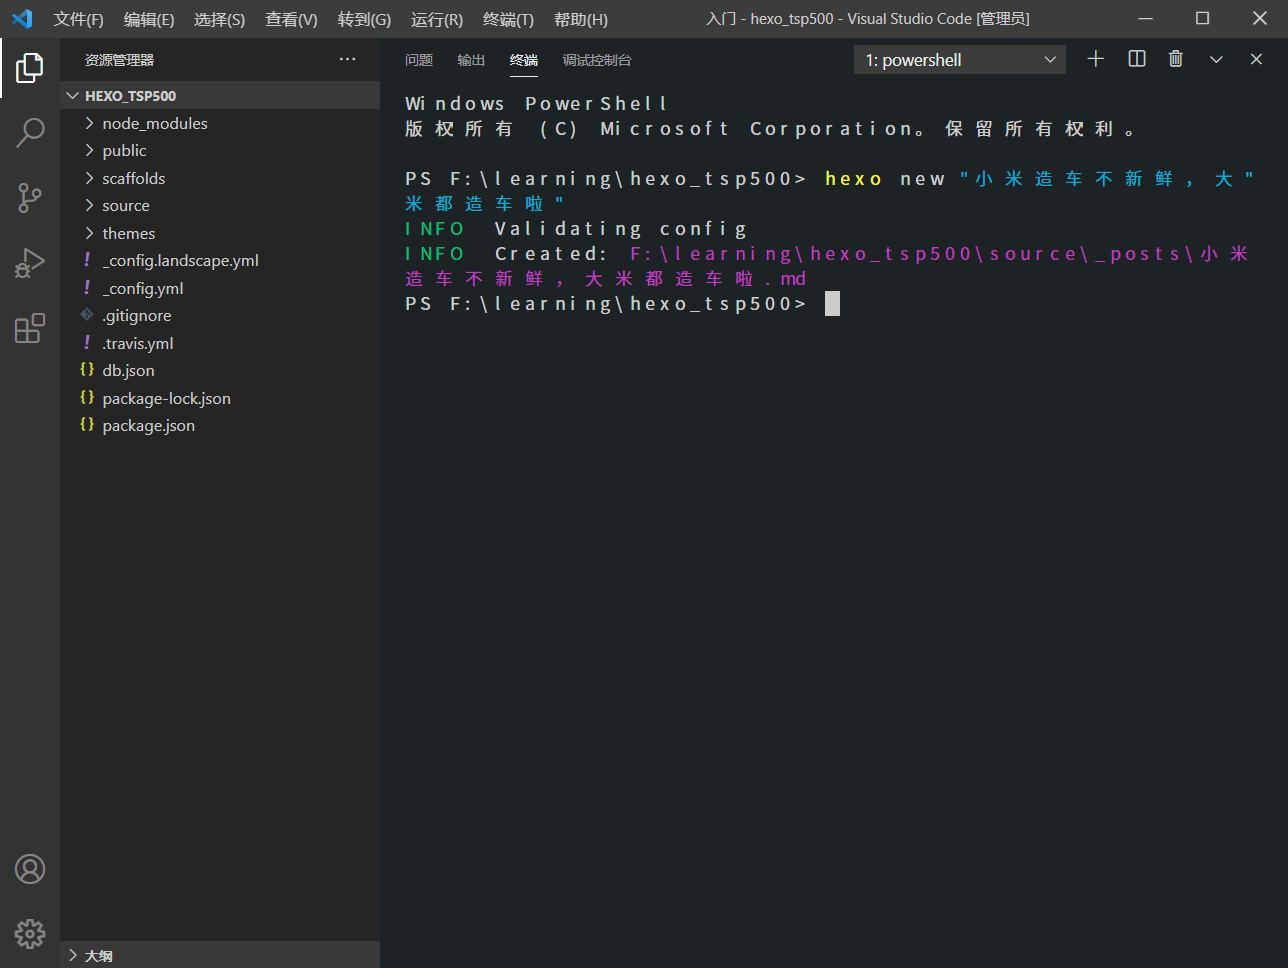 文件(F) 编辑(E) 选择(S) 查看(V) 转到(G) 运行(R) 终端(T) 帮助(H) 入门 - hexo_tsp500 - Visual Studio Code [管理员]
资源管理器
HEXO_TSP500
node_modules
public
scaffolds
source
themes
_config.landscape.yml
_config.yml
.gitignore
.travis.yml
db.json
package-lock.json
package.json
大纲
问题 输出 终端 调试控制台 1: powershell
Windows PowerShell
版权所有 (C) Microsoft Corporation。保留所有权利。
PS F:\learning\hexo_tsp500> hexo new "小米造车不新鲜，大"
米都造车啦"
INFO Validating config
INFO Created: F:\learning\hexo_tsp500\source\_posts\小米
造车不新鲜，大米都造车啦.md
PS F:\learning\hexo_tsp500>